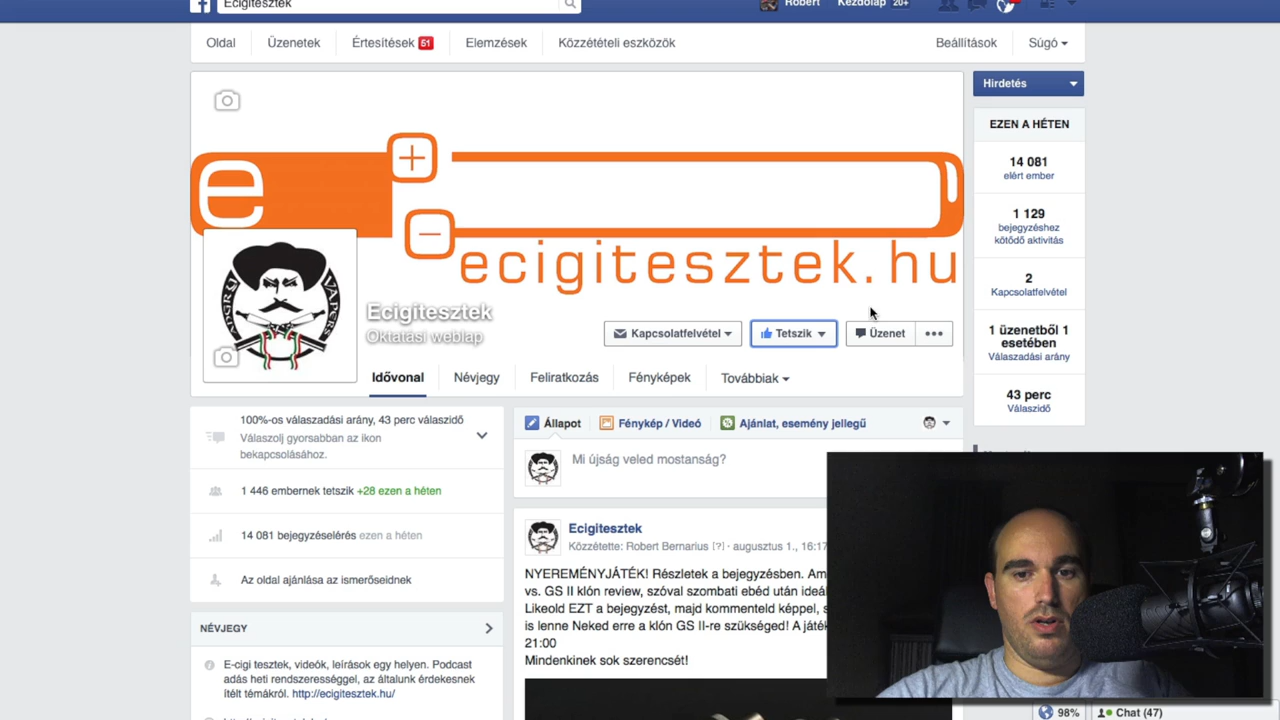 Ecigitesztek
Robert
Kezdőlap 20+
Oldal
Üzenetek
Értesítések 51
Elemzések
Közzétételi eszközök
Beállítások
Súgó
Hirdetés
e
+
−
ecigitesztek.hu
Ecigitesztek
Oktatási weblap
Kapcsolatfelvétel
Tetszik
Üzenet
•••
Idővonal
Névjegy
Feliratkozás
Fényképek
Továbbiak
EZEN A HÉTEN
14 081
elért ember
1 129
bejegyzéshez
kötődő aktivitás
2
Kapcsolatfelvétel
1 üzenetből 1
esetében
Válaszadási arány
43 perc
Válaszidő
100%-os válaszadási arány, 43 perc válaszidő
Válaszolj gyorsabban az ikon
bekapcsolásához.
1 446 embernek tetszik +28 ezen a héten
14 081 bejegyzéselérés ezen a héten
Az oldal ajánlása az ismerőseidnek
NÉVJEGY
E-cigi tesztek, videók, leírások egy helyen. Podcast
adás heti rendszerességgel, az általunk érdekesnek
ítélt témákról. http://ecigitesztek.hu/
Állapot
Fénykép / Videó
Ajánlat, esemény jellegű
Mi újság veled mostanság?
Ecigitesztek
Közzétette: Robert Bernarius [?] · augusztus 1., 16:17
NYEREMÉNYJÁTÉK! Részletek a bejegyzésben. Am
vs. GS II klón review, szóval szombati ebéd után ideá
Likeold EZT a bejegyzést, majd kommenteld képpel, s
is lenne Neked erre a klón GS II-re szükséged! A játék
21:00
Mindenkinek sok szerencsét!
98%
Chat (47)